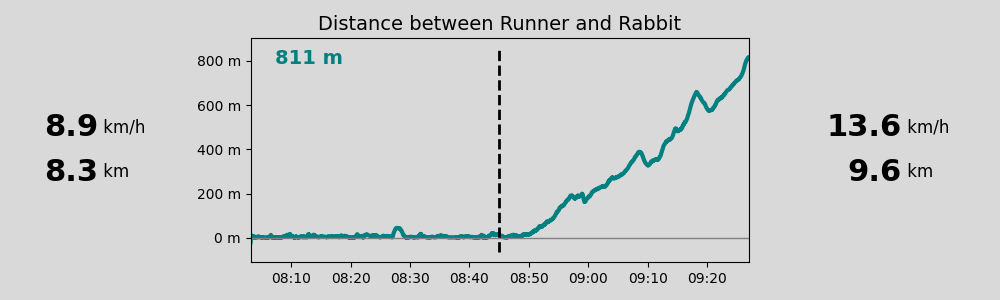 Distance between Runner and Rabbit
811 m
800 m
600 m
400 m
200 m
0 m
08:10 08:20 08:30 08:40 08:50 09:00 09:10 09:20
8.9 km/h
8.3 km
13.6 km/h
9.6 km